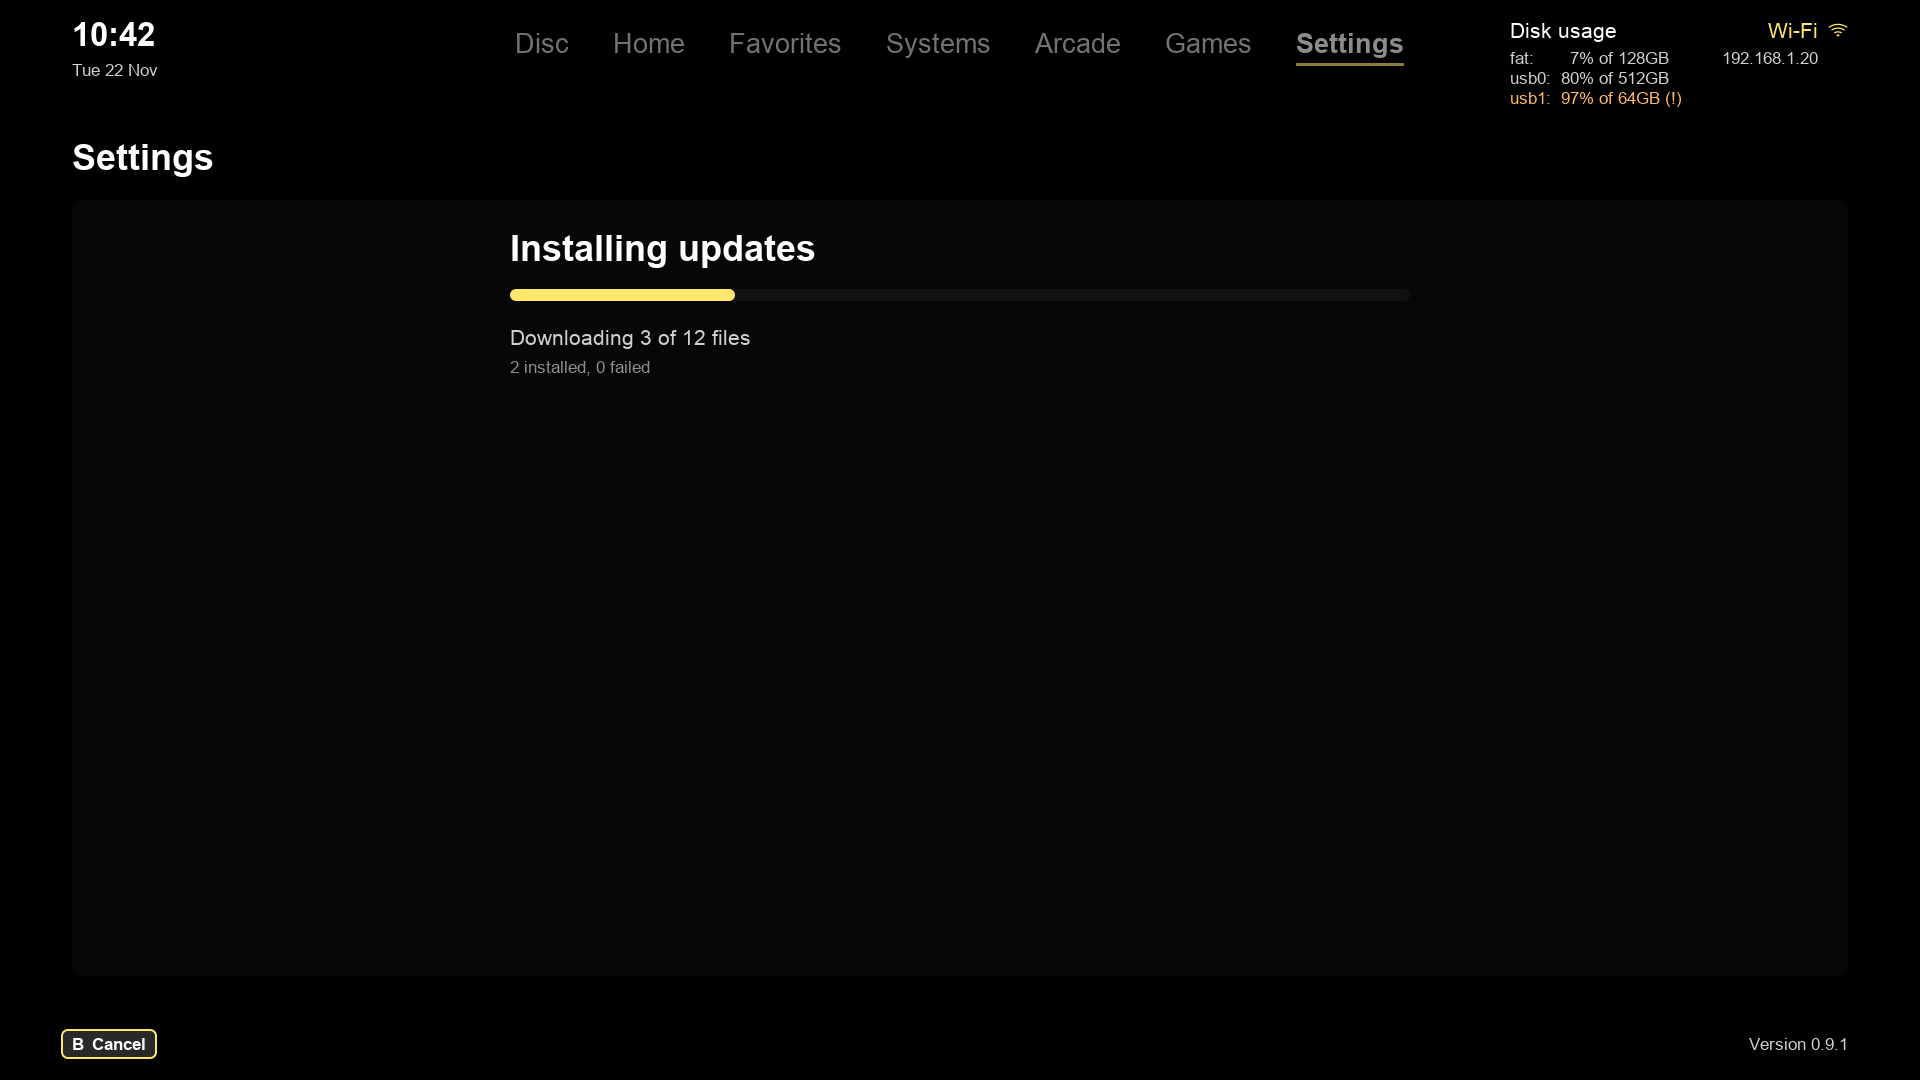 10:42
Tue 22 Nov
Disc Home Favorites Systems Arcade Games Settings
Disk usage
fat: 7% of 128GB
usb0: 80% of 512GB
usb1: 97% of 64GB (!)
Wi-Fi
192.168.1.20
Settings
Installing updates
Downloading 3 of 12 files
2 installed, 0 failed
B Cancel
Version 0.9.1